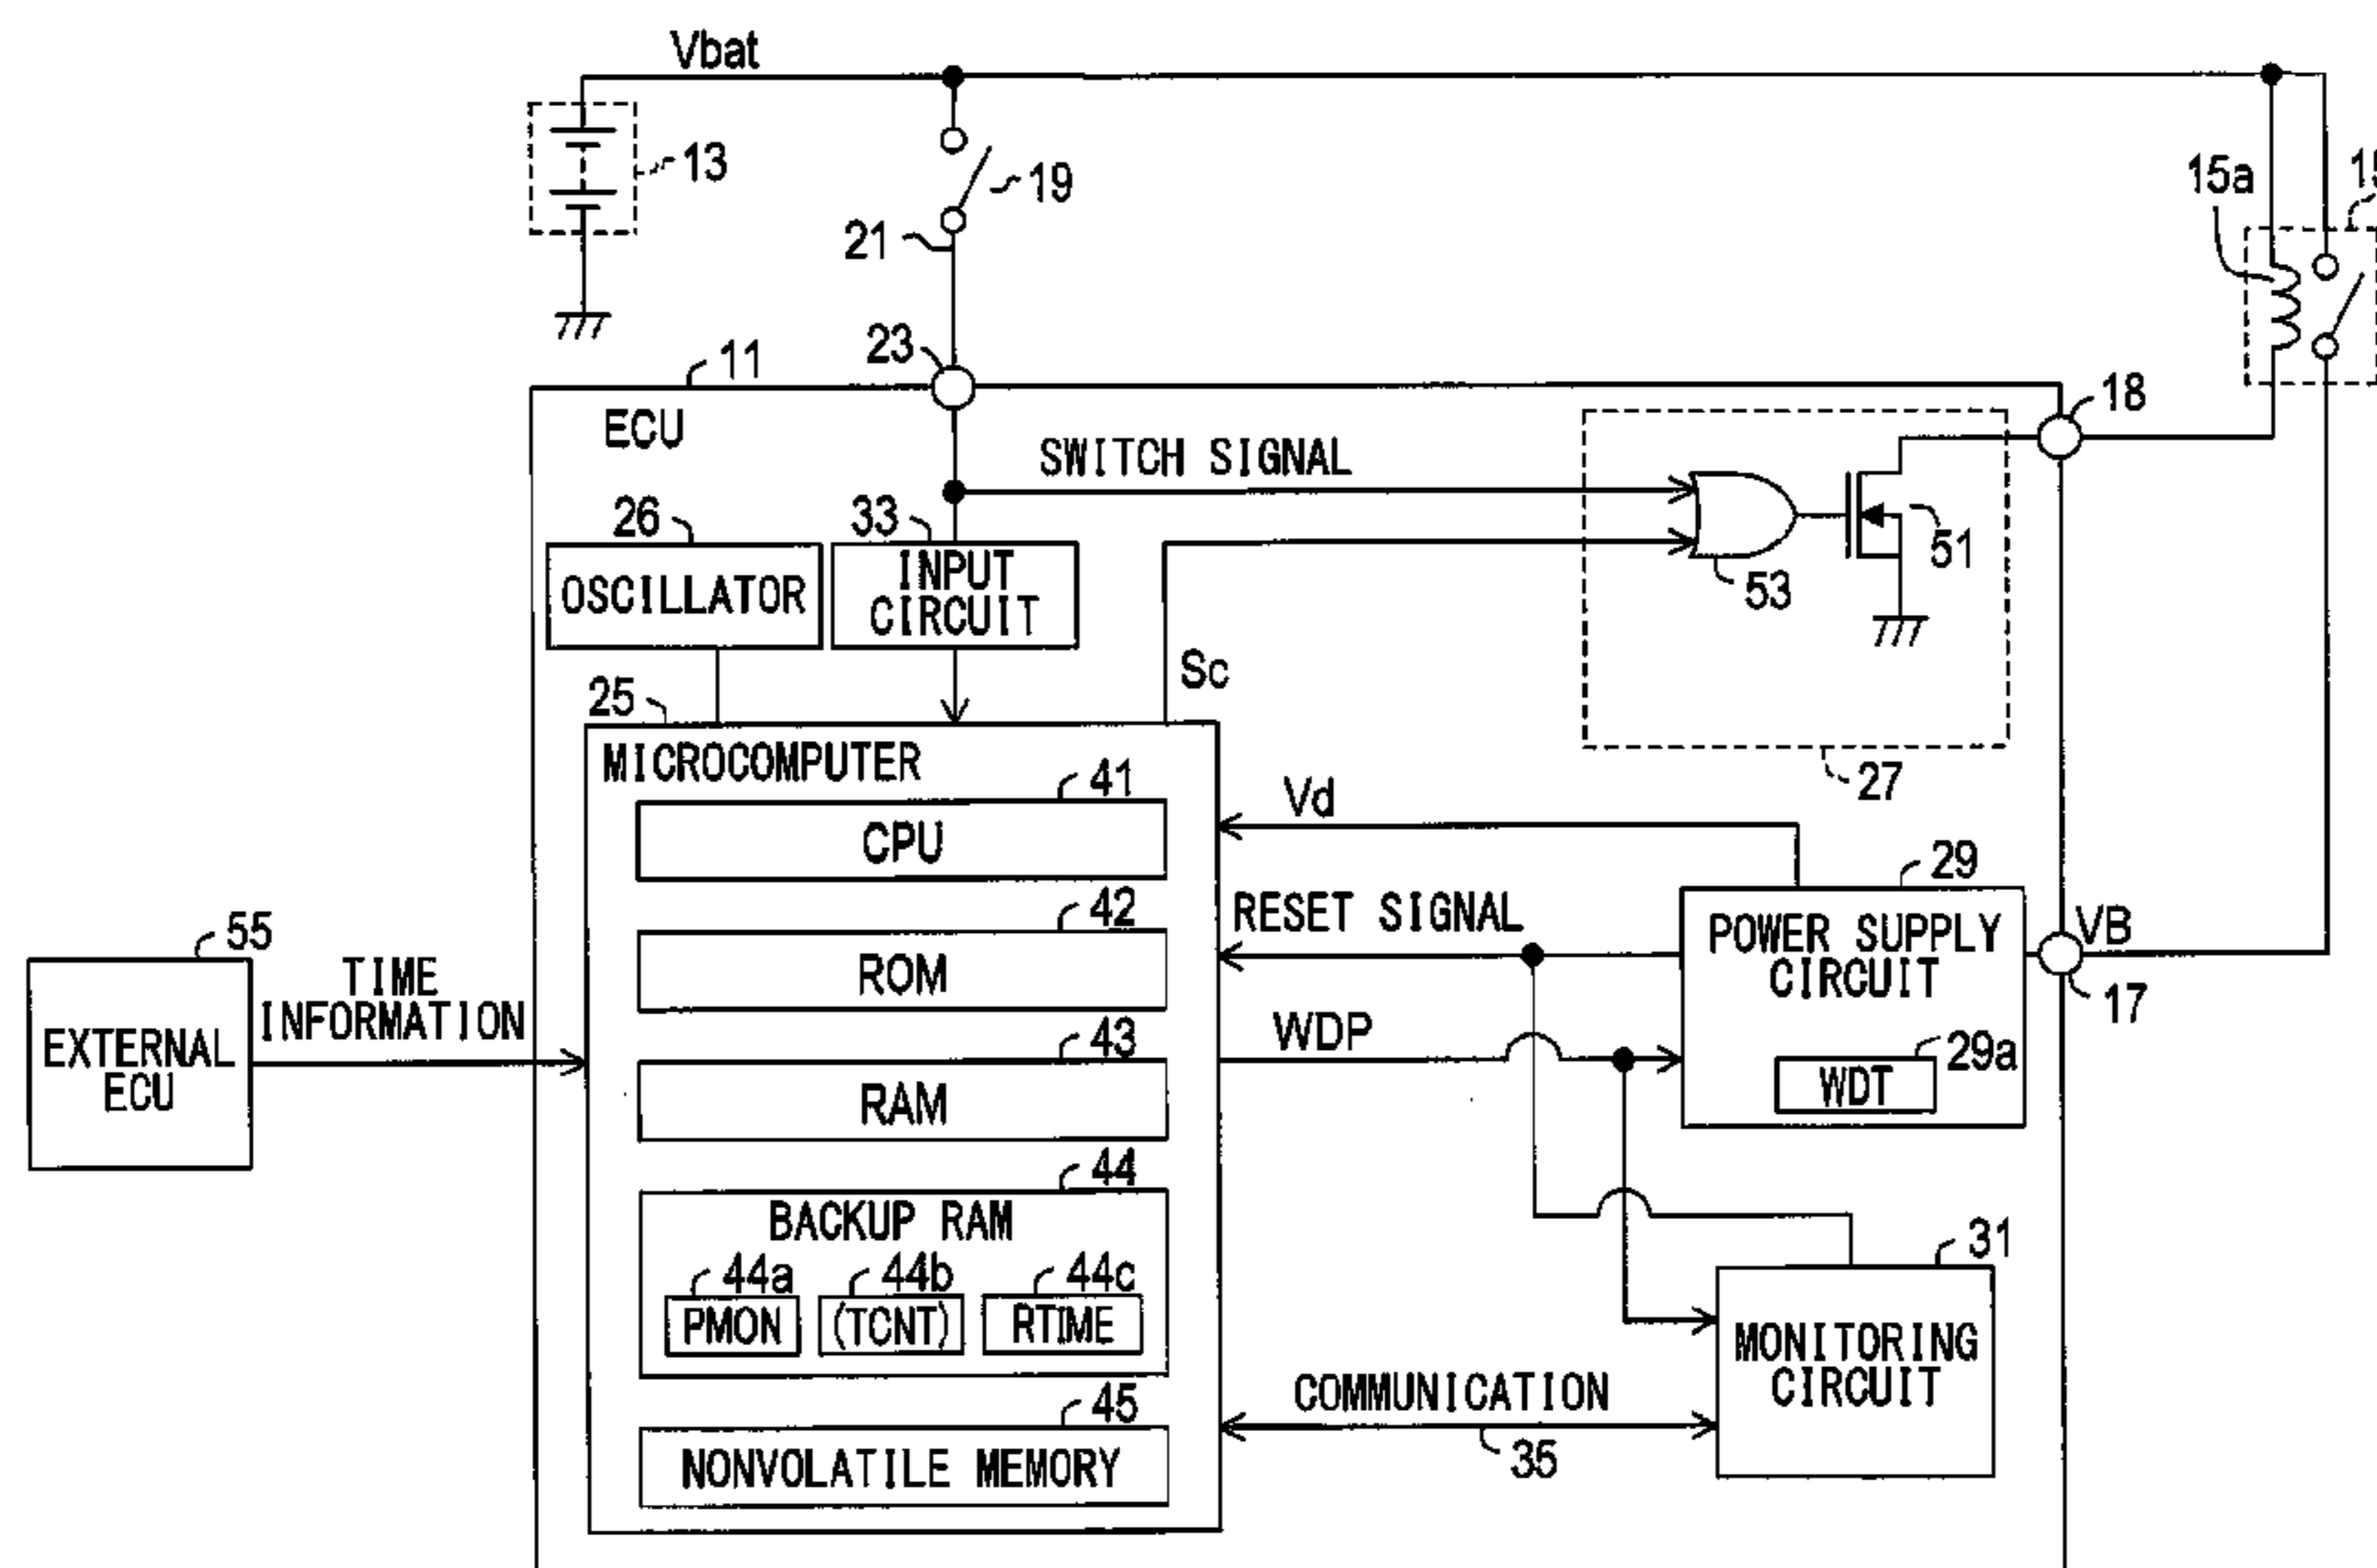 Vbat
13
19
15a
15
21
23
11
18
ECU
SWITCH SIGNAL
26
33
51
OSCILLATOR
INPUT
CIRCUIT
53
Sc
25
MICROCOMPUTER
27
41
Vd
CPU
29
42
RESET SIGNAL
POWER SUPPLY
CIRCUIT
VB
55
ROM
17
TIME
INFORMATION
43
WDP
EXTERNAL
ECU
29a
WDT
RAM
44
BACKUP RAM
31
44a
44b
44c
PMON
(TCNT)
RTIME
MONITORING
CIRCUIT
45
COMMUNICATION
NONVOLATILE MEMORY
35